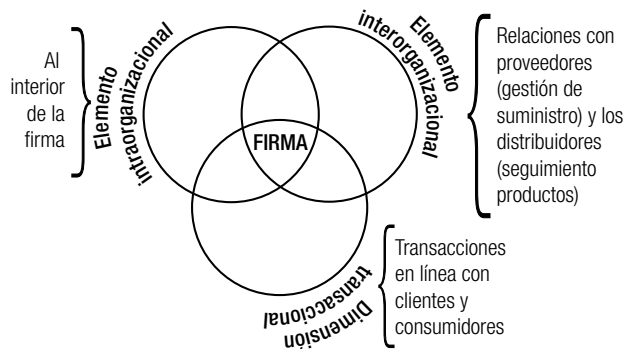 Al
interior
de la
firma
Elemento
intraorganizacional
Elemento
interorganizacional
Relaciones con
proveedores
(gestión de
suministro) y los
distribuidores
(seguimiento
productos)
FIRMA
Dimensión
transaccional
Transacciones
en línea con
clientes y
consumidores